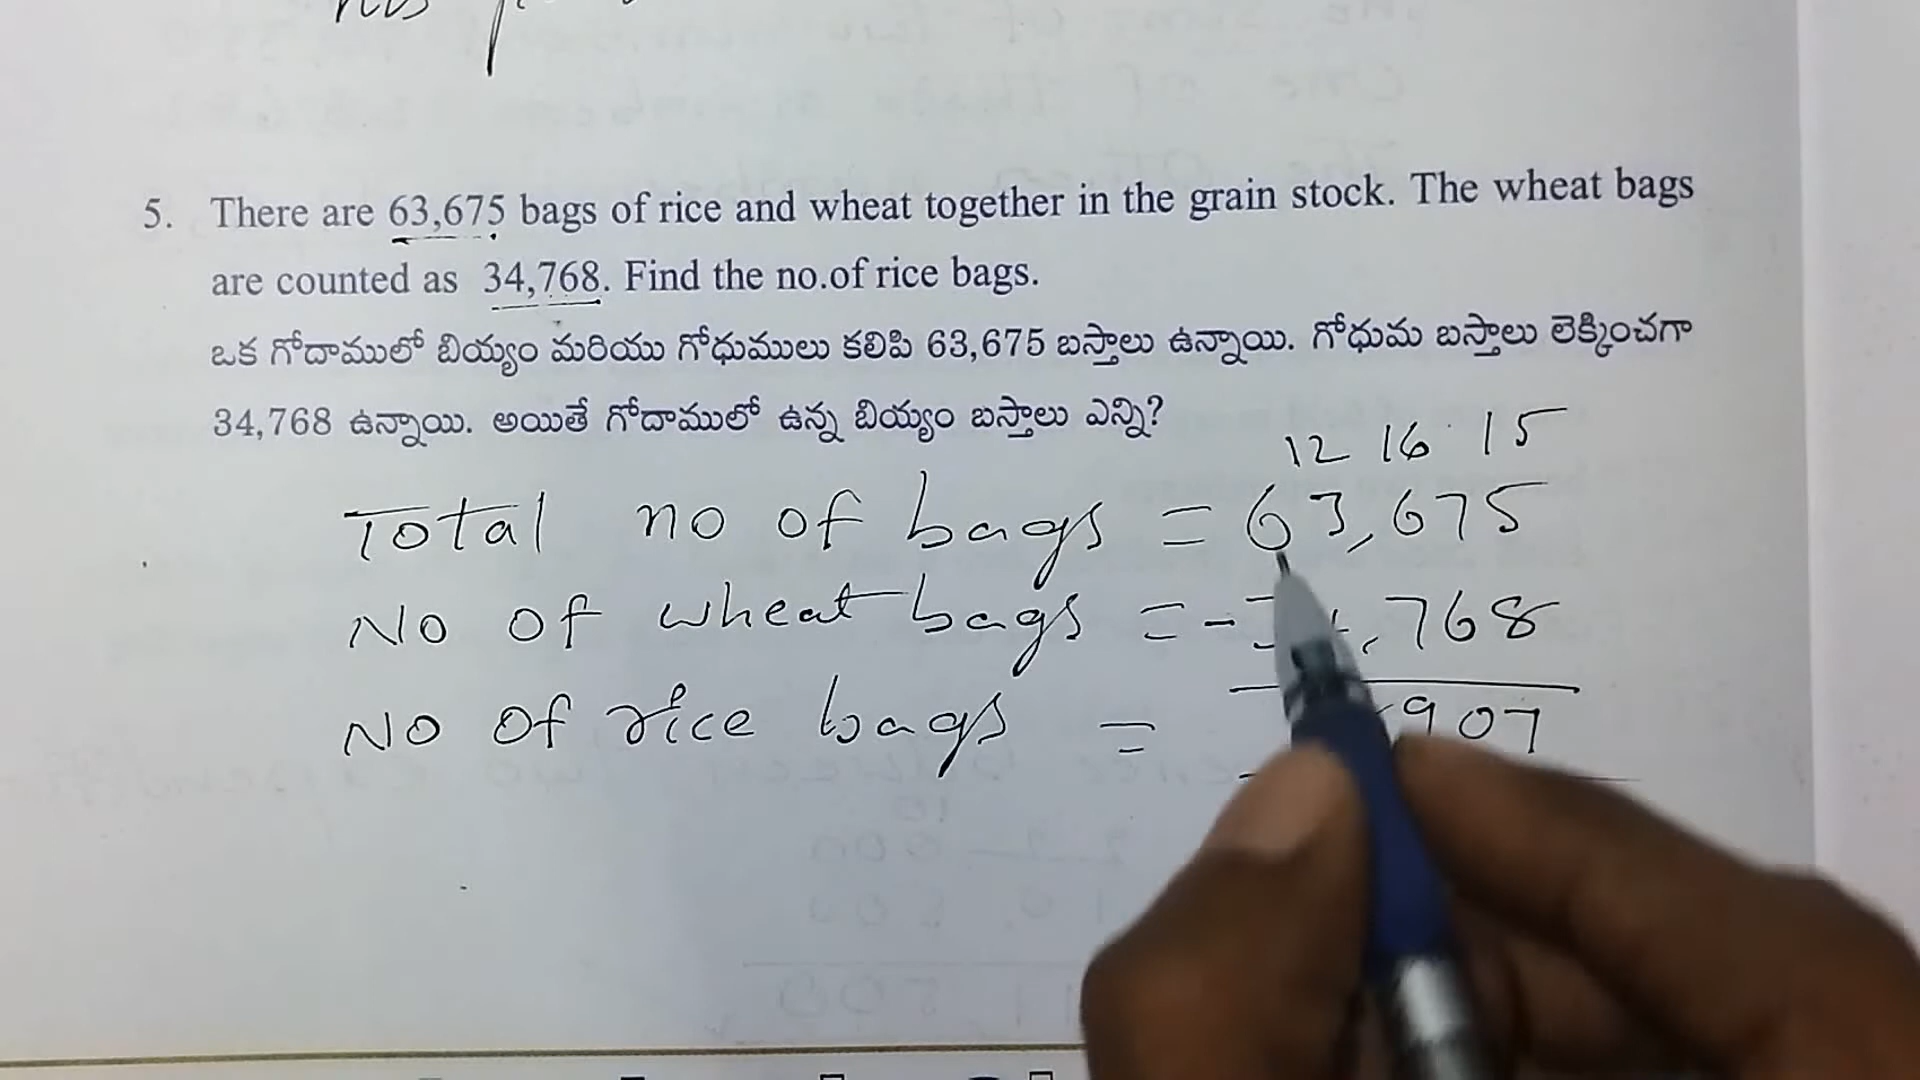 5. There are 63,675 bags of rice and wheat together in the grain stock. The wheat bags
are counted as 34,768. Find the no.of rice bags.
ఒక గోదాములో బియ్యం మరియు గోధుములు కలిపి 63,675 బస్తాలు ఉన్నాయి. గోధుమ బస్తాలు లెక్కించగా
34,768 ఉన్నాయి. అయితే గోదాములో ఉన్న బియ్యం బస్తాలు ఎన్ని?
12 16 15
Total no of bags = 63,675
No of wheat bags = - ,768
No of rice bags = 907